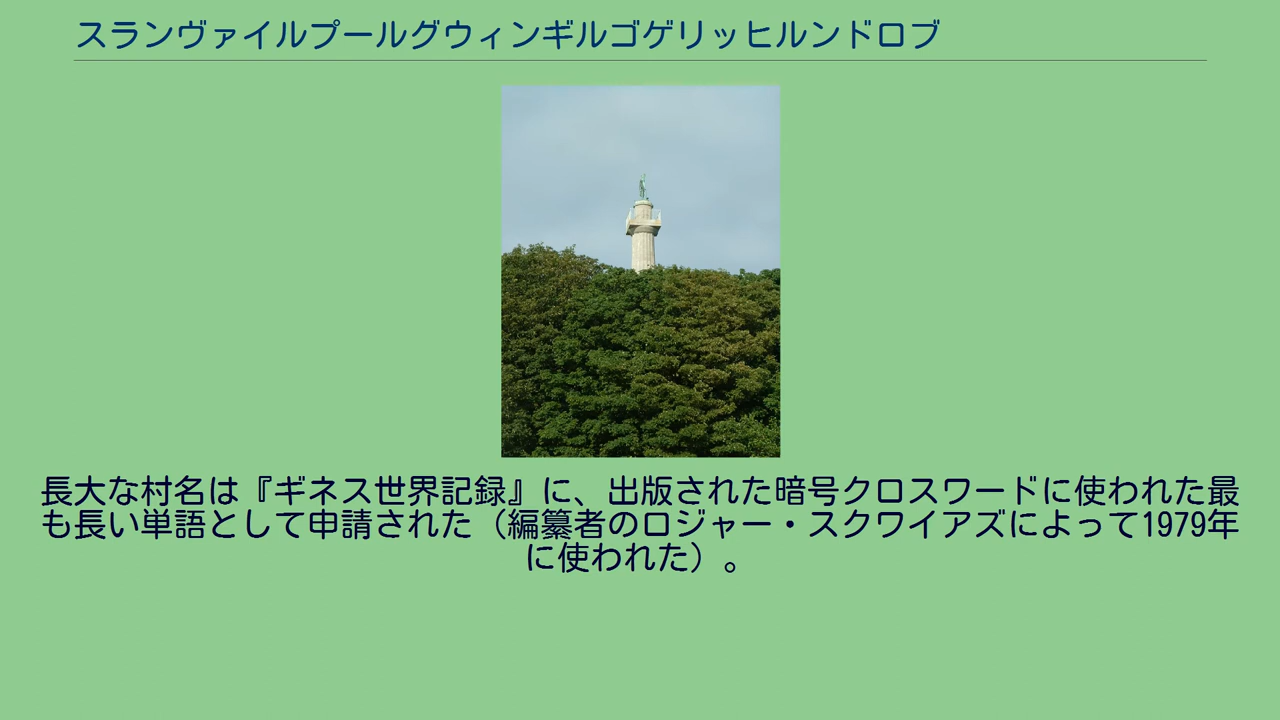 スランヴァイルプールグウィンギルゴゲリッヒルンドロブ
長大な村名は『ギネス世界記録』に、出版された暗号クロスワードに使われた最
も長い単語として申請された（編纂者のロジャー・スクワイアズによって1979年
に使われた）。